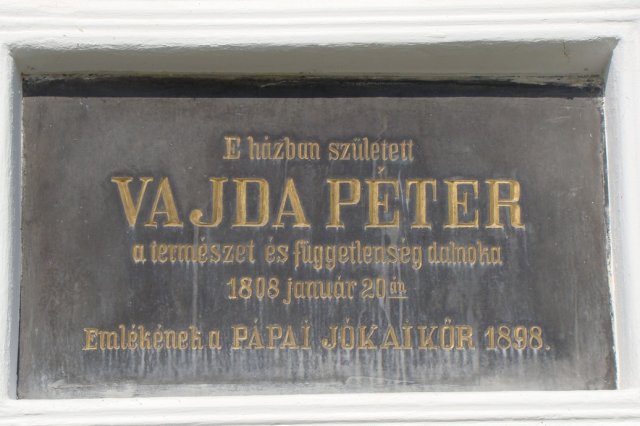 E házban született
VAJDA PÉTER
a természet és függetlenség dalnoka
1808 január 20án
Emlékének a PÁPAI JÓKAI KÖR 1898.